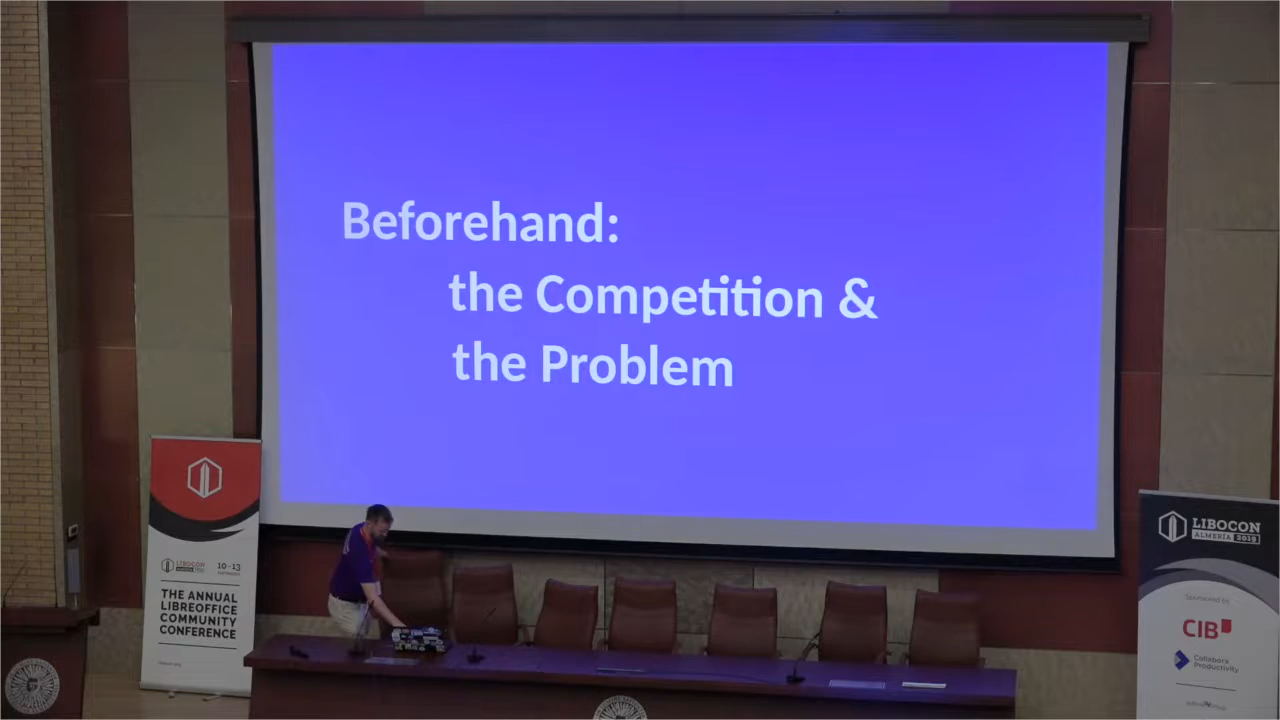 Beforehand:
the Competition &
the Problem
LIBOCON
10-13
THE ANNUAL
LIBREOFFICE
COMMUNITY
CONFERENCE
LIBOCON
ALMERÍA 2019
Sponsored by
CIB
Collabora
Productivity